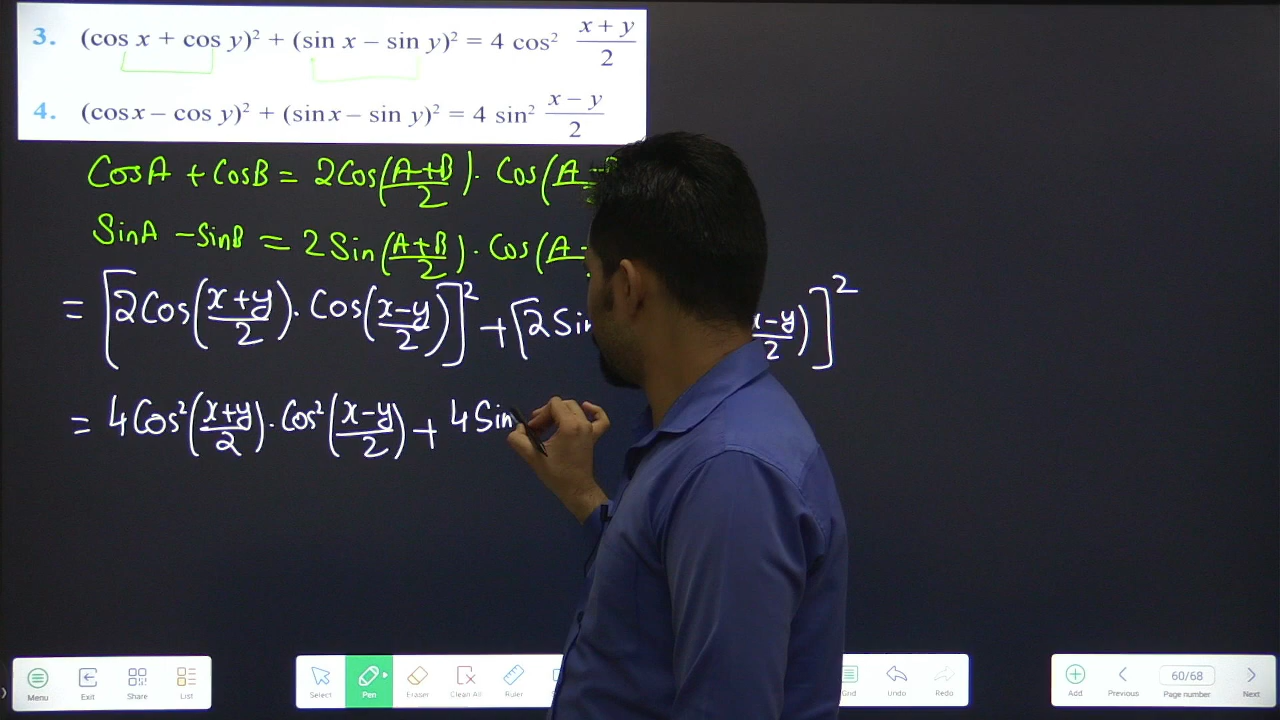 3. (cos x + cos y)² + (sin x – sin y)² = 4 cos² (x + y)/2
4. (cos x – cos y)² + (sin x – sin y)² = 4 sin² (x – y)/2
CosA + CosB = 2Cos((A+B)/2) . Cos(A
SinA - SinB = 2Sin((A+B)/2) . Cos(A -
= [2Cos((x+y)/2) . Cos((x-y)/2)]² + [2Sin x-y)/2)]²
= 4Cos²((x+y)/2) . Cos²((x-y)/2) + 4Sin
Menu Exit Share List Select Pen Eraser Clean All Ruler Undo Redo Add Previous 60/68 Page number Next